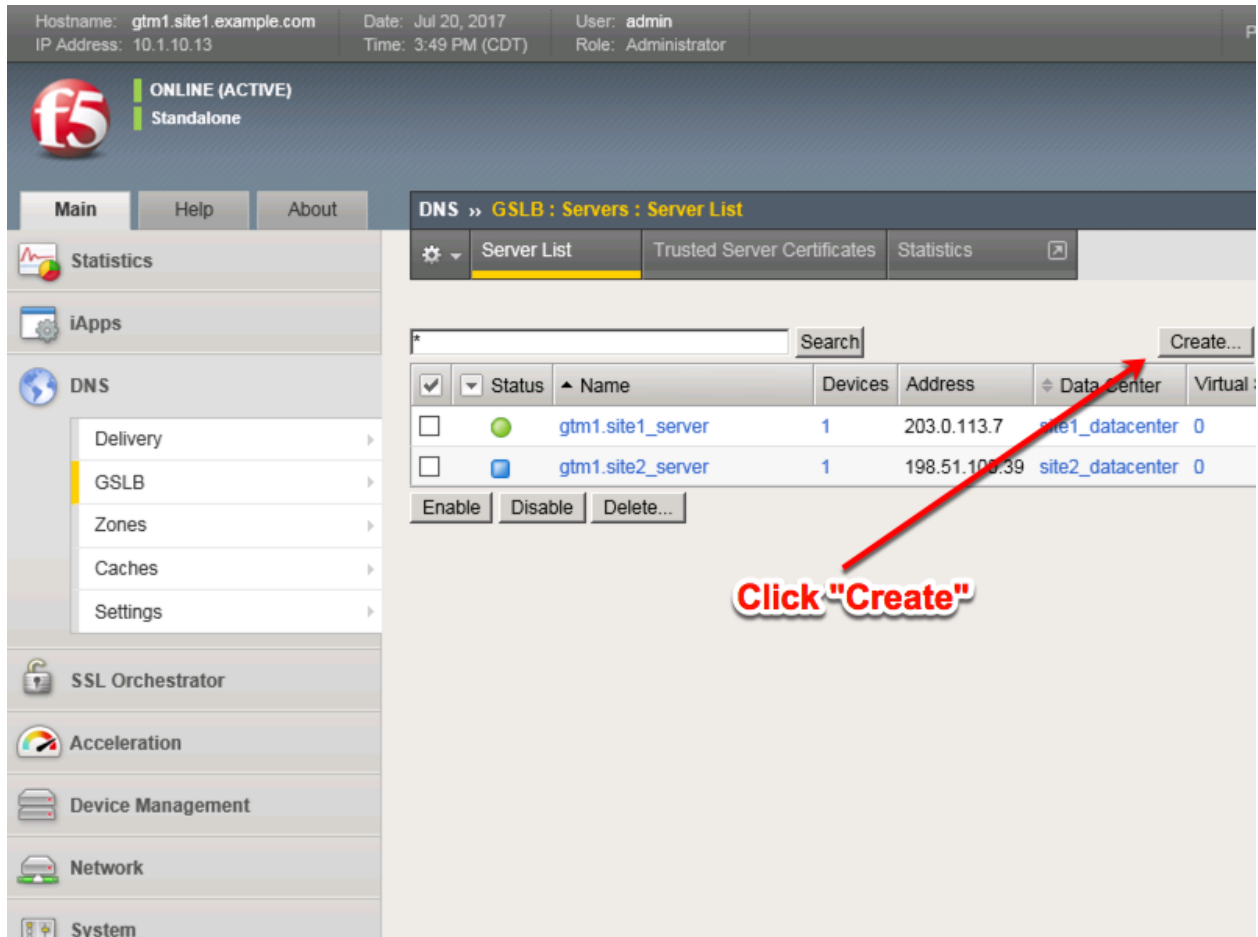 Hostname: gtm1.site1.example.com Date: Jul 20, 2017 User: admin
IP Address: 10.1.10.13 Time: 3:49 PM (CDT) Role: Administrator
f5
ONLINE (ACTIVE)
Standalone
Main Help About
DNS » GSLB : Servers : Server List
Server List Trusted Server Certificates Statistics
Statistics
iApps
DNS
Delivery
GSLB
Zones
Caches
Settings
SSL Orchestrator
Acceleration
Device Management
Network
System
* Search Create...
Status Name Devices Address Data Center Virtual
gtm1.site1_server 1 203.0.113.7 site1_datacenter 0
gtm1.site2_server 1 198.51.100.39 site2_datacenter 0
Enable Disable Delete...
Click "Create"